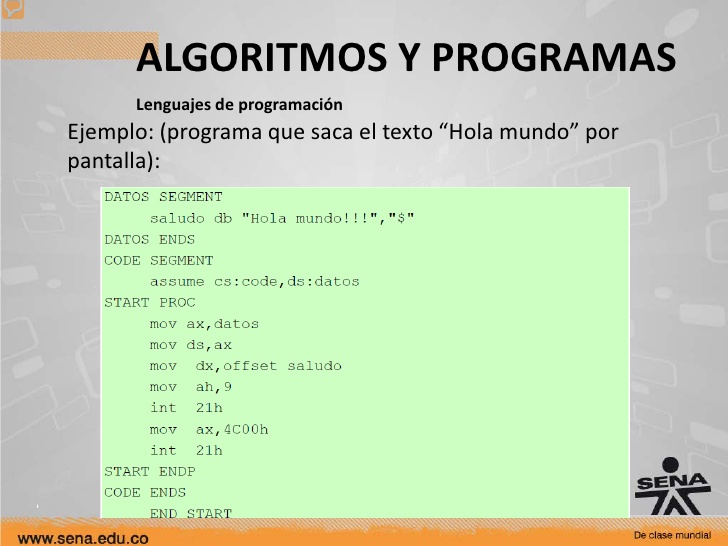 ALGORITMOS Y PROGRAMAS
Lenguajes de programación
Ejemplo: (programa que saca el texto “Hola mundo” por
pantalla):
DATOS SEGMENT
saludo db "Hola mundo!!!","$"
DATOS ENDS
CODE SEGMENT
assume cs:code,ds:datos
START PROC
mov ax,datos
mov ds,ax
mov  dx,offset saludo
mov  ah,9
int  21h
mov  ax,4C00h
int  21h
START ENDP
CODE ENDS
END START
SENA
www.sena.edu.co
De clase mundial